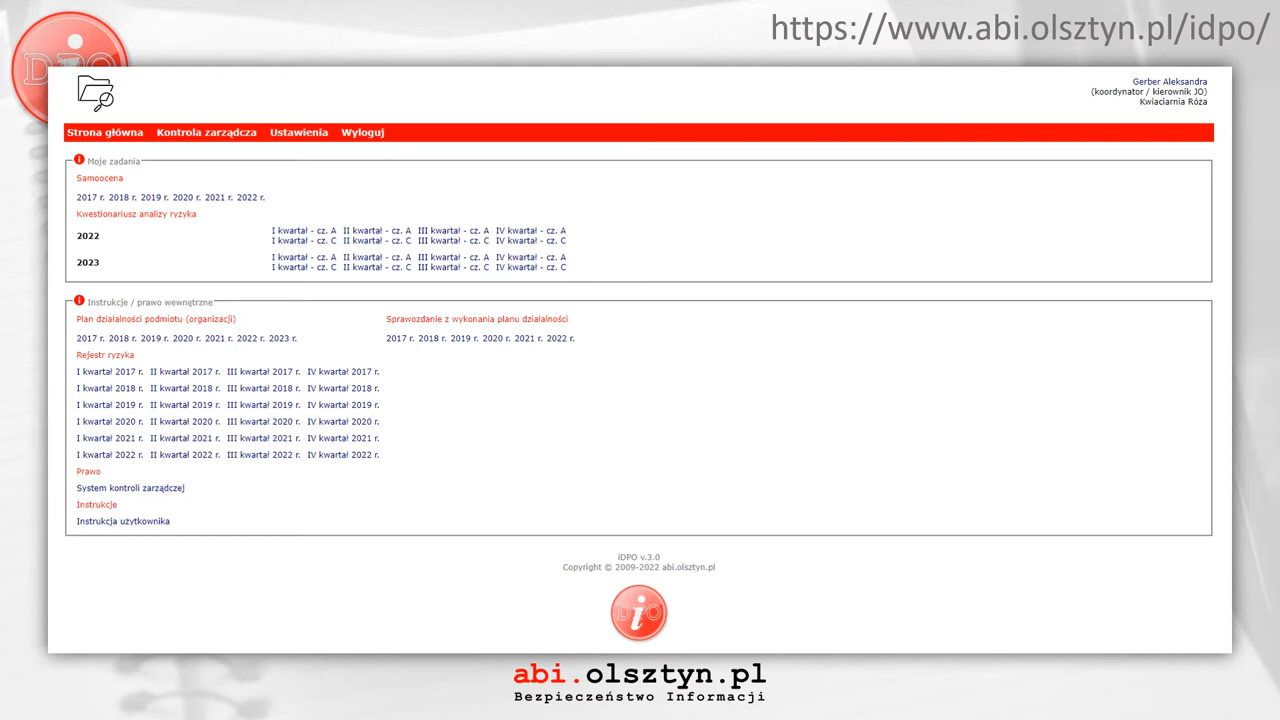 https://www.abi.olsztyn.pl/idpo/
iDPO
Gerber Aleksandra
(koordynator / kierownik JO)
Kwiaciarnia Róża
Strona główna Kontrola zarządcza Ustawienia Wyloguj
i Moje zadania
Samoocena
2017 r. 2018 r. 2019 r. 2020 r. 2021 r. 2022 r.
Kwestionariusz analizy ryzyka
2022
I kwartał - cz. A II kwartał - cz. A III kwartał - cz. A IV kwartał - cz. A
I kwartał - cz. C II kwartał - cz. C III kwartał - cz. C IV kwartał - cz. C
2023
I kwartał - cz. A II kwartał - cz. A III kwartał - cz. A IV kwartał - cz. A
I kwartał - cz. C II kwartał - cz. C III kwartał - cz. C IV kwartał - cz. C
i Instrukcje / prawo wewnętrzne
Plan działalności podmiotu (organizacji) Sprawozdanie z wykonania planu działalności
2017 r. 2018 r. 2019 r. 2020 r. 2021 r. 2022 r. 2023 r. 2017 r. 2018 r. 2019 r. 2020 r. 2021 r. 2022 r.
Rejestr ryzyka
I kwartał 2017 r. II kwartał 2017 r. III kwartał 2017 r. IV kwartał 2017 r.
I kwartał 2018 r. II kwartał 2018 r. III kwartał 2018 r. IV kwartał 2018 r.
I kwartał 2019 r. II kwartał 2019 r. III kwartał 2019 r. IV kwartał 2019 r.
I kwartał 2020 r. II kwartał 2020 r. III kwartał 2020 r. IV kwartał 2020 r.
I kwartał 2021 r. II kwartał 2021 r. III kwartał 2021 r. IV kwartał 2021 r.
I kwartał 2022 r. II kwartał 2022 r. III kwartał 2022 r. IV kwartał 2022 r.
Prawo
System kontroli zarządczej
Instrukcje
Instrukcja użytkownika
iDPO v.3.0
Copyright © 2009-2022 abi.olsztyn.pl
iDPO
abi.olsztyn.pl
Bezpieczeństwo Informacji